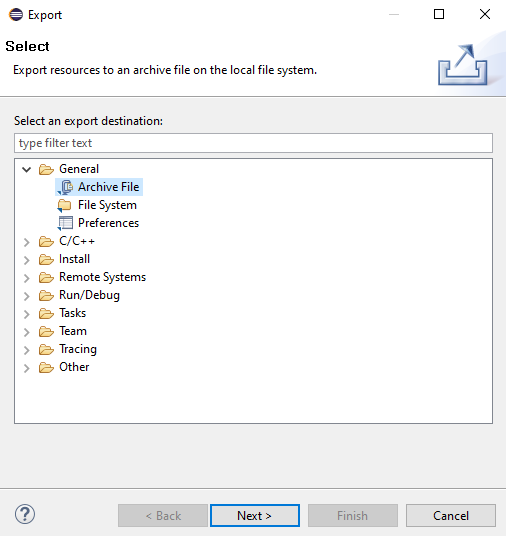 Export
Select
Export resources to an archive file on the local file system.
Select an export destination:
type filter text
General
Archive File
File System
Preferences
C/C++
Install
Remote Systems
Run/Debug
Tasks
Team
Tracing
Other
? < Back Next > Finish Cancel